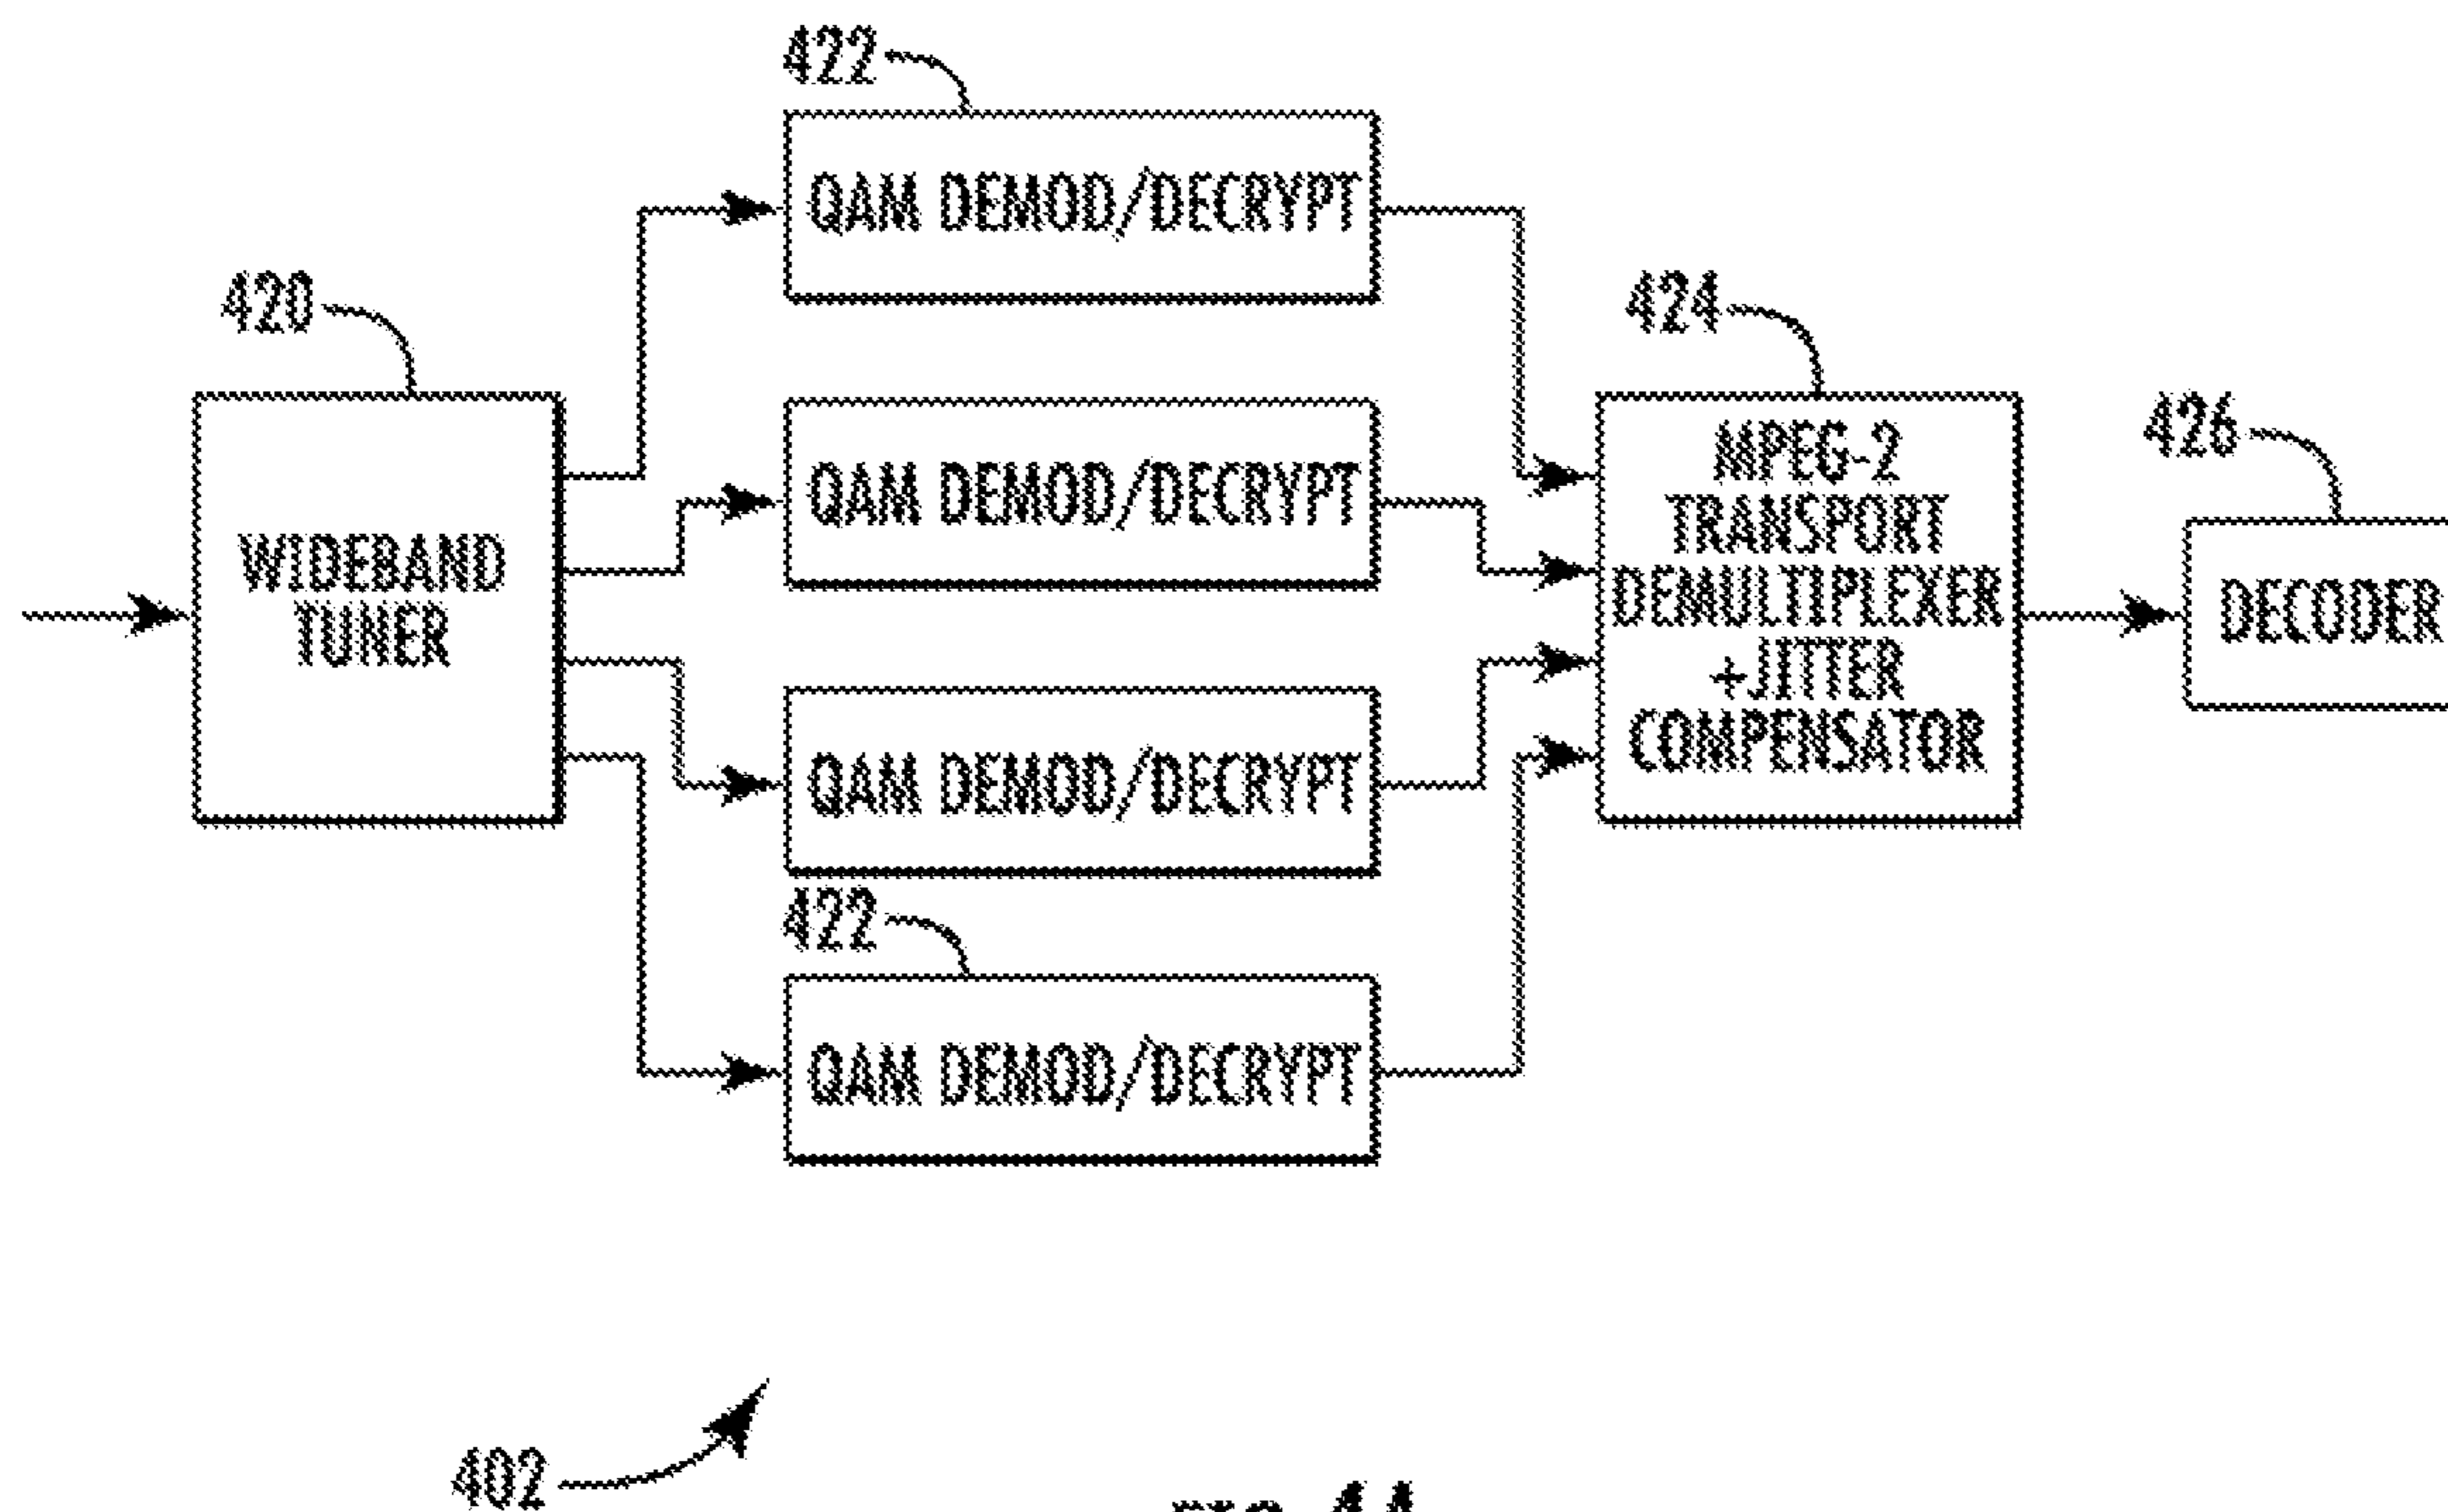 422
QAM DEMOD/DECRYPT
420
WIDEBAND
TUNER
QAM DEMOD/DECRYPT
424
MPEG-2
TRANSPORT
DEMULTIPLEXER
+JITTER
COMPENSATOR
426
DECODER
QAM DEMOD/DECRYPT
422
QAM DEMOD/DECRYPT
402